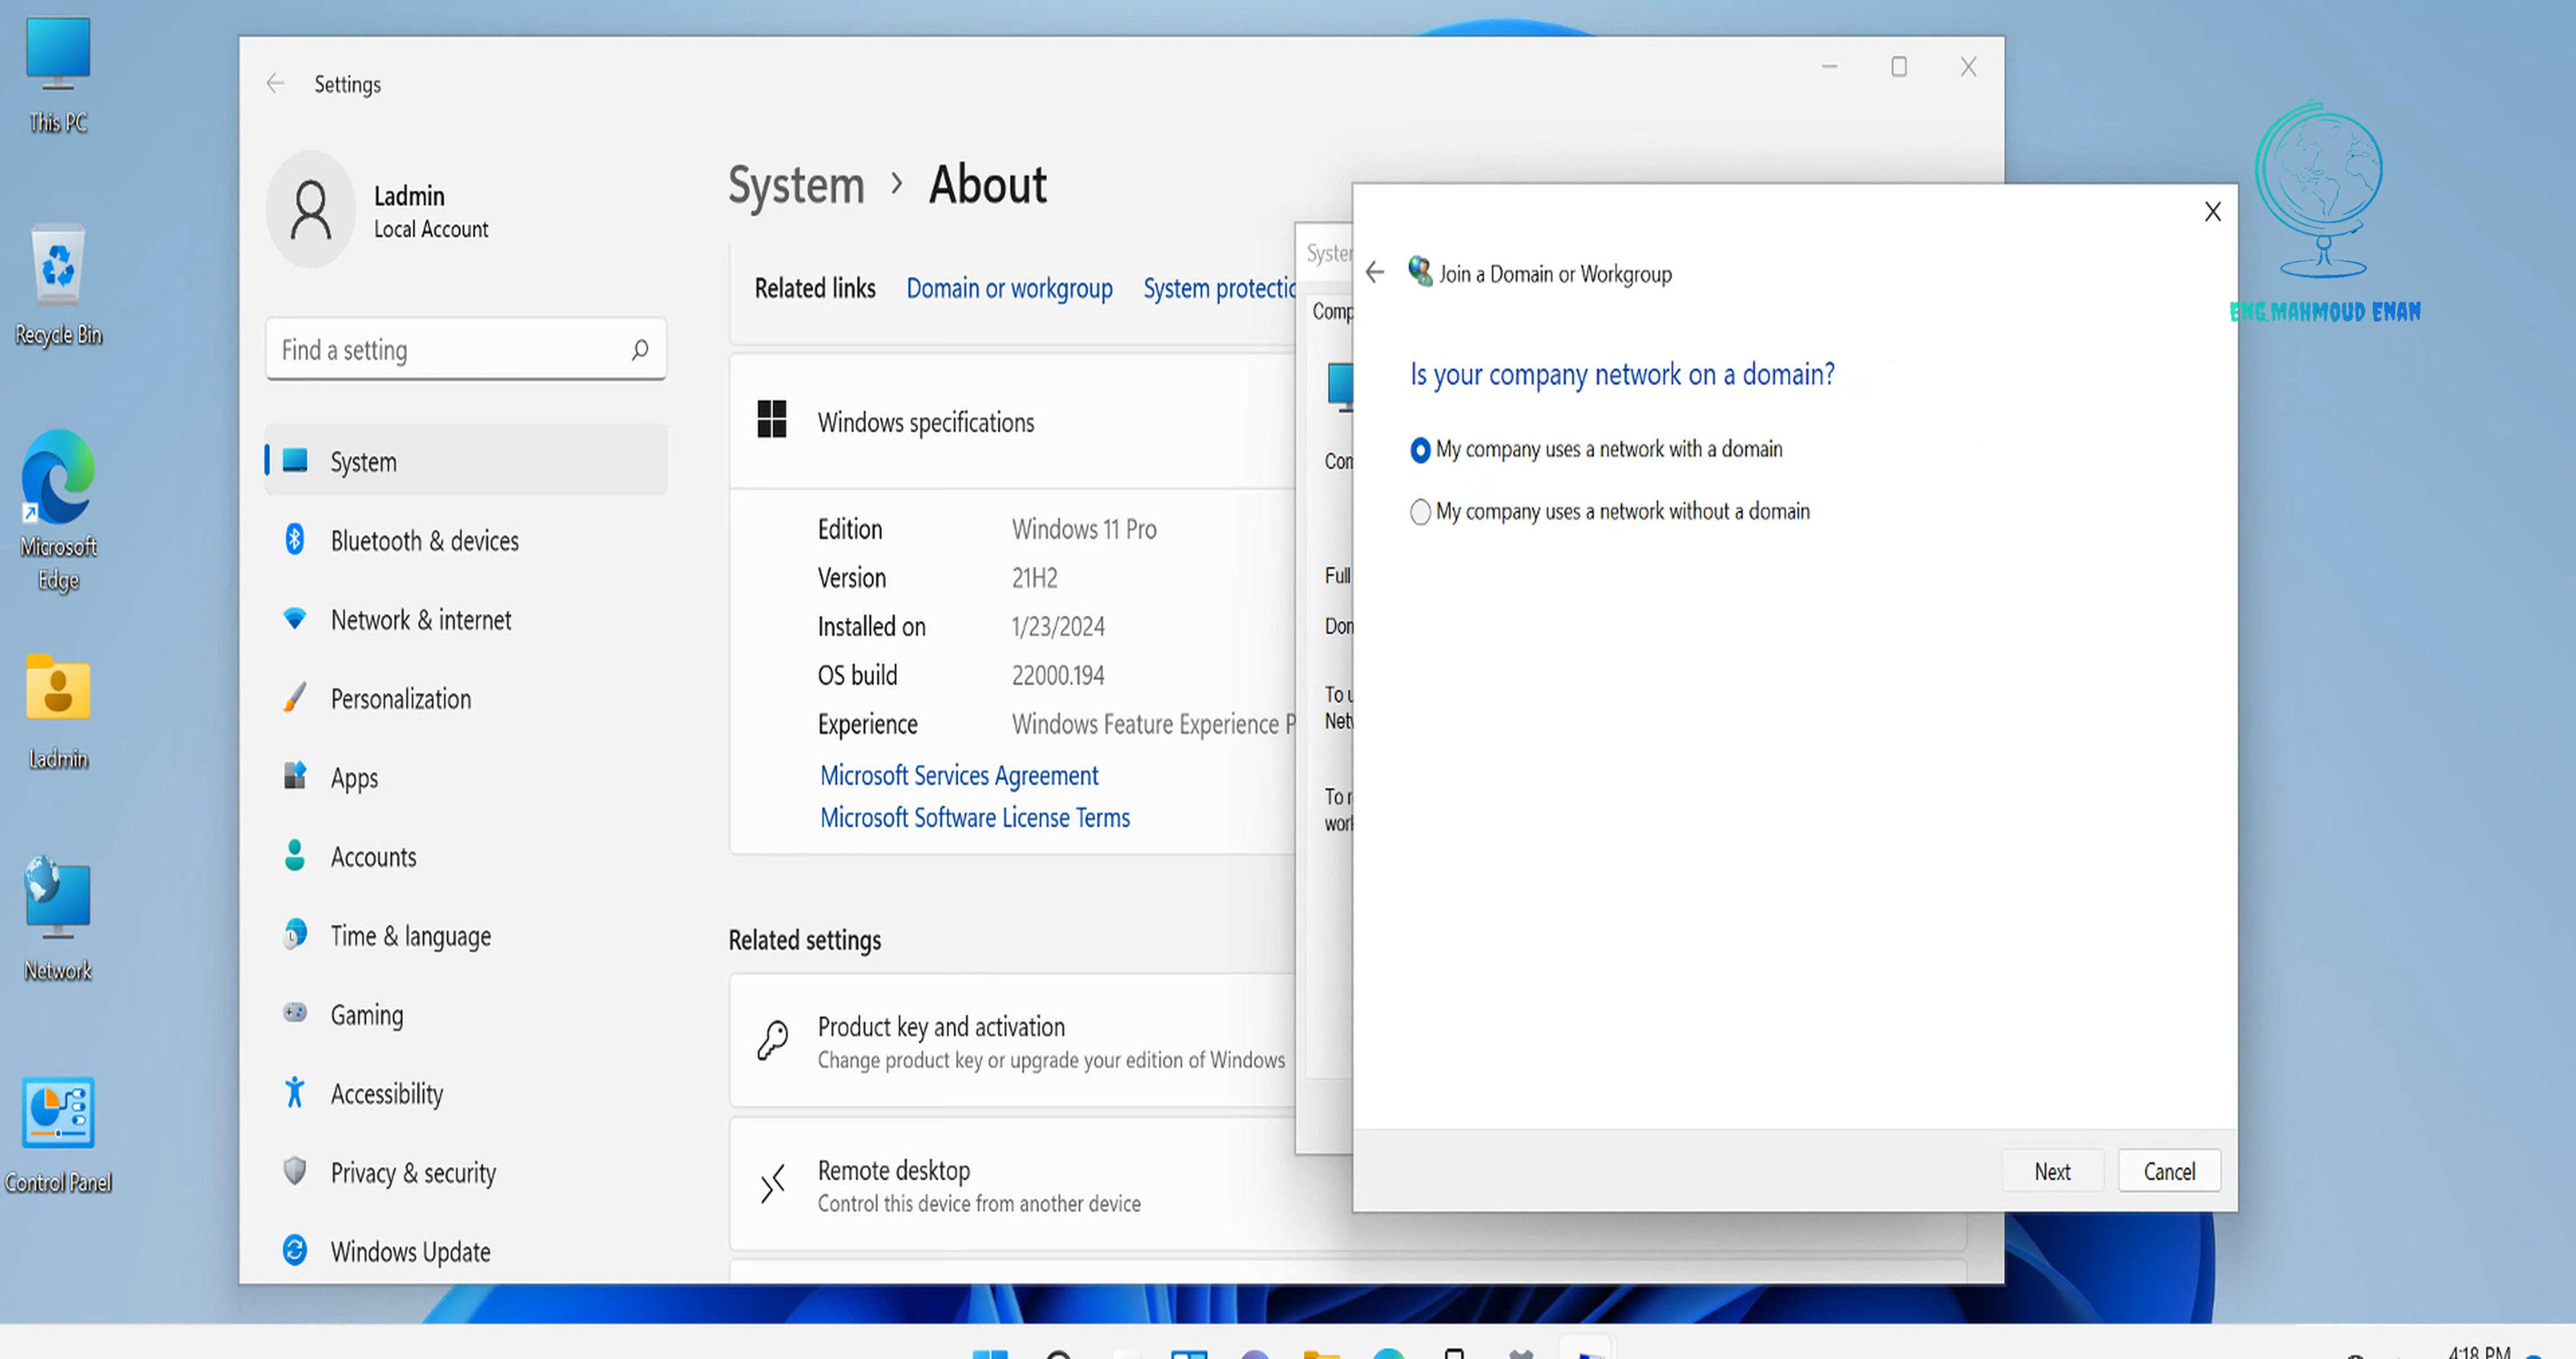 This PC
Recycle Bin
Microsoft
Edge
Ladmin
Network
Control Panel
Settings
Ladmin
Local Account
Find a setting
System
Bluetooth & devices
Network & internet
Personalization
Apps
Accounts
Time & language
Gaming
Accessibility
Privacy & security
Windows Update
System › About
Related links Domain or workgroup
System
Windows specifications
Edition Windows 11 Pro
Version 21H2
Installed on 1/23/2024
OS build 22000.194
Experience Windows Feature Experience
Microsoft Services Agreement
Microsoft Software License Terms
Related settings
Product key and activation
Change product key or upgrade your edition of Windows
Remote desktop
Control this device from another device
Full
To
Join a Domain or Workgroup
Is your company network on a domain?
My company uses a network with a domain
My company uses a network without a domain
Next Cancel
ENG.MAHMOUD ENAN
4:18 PM